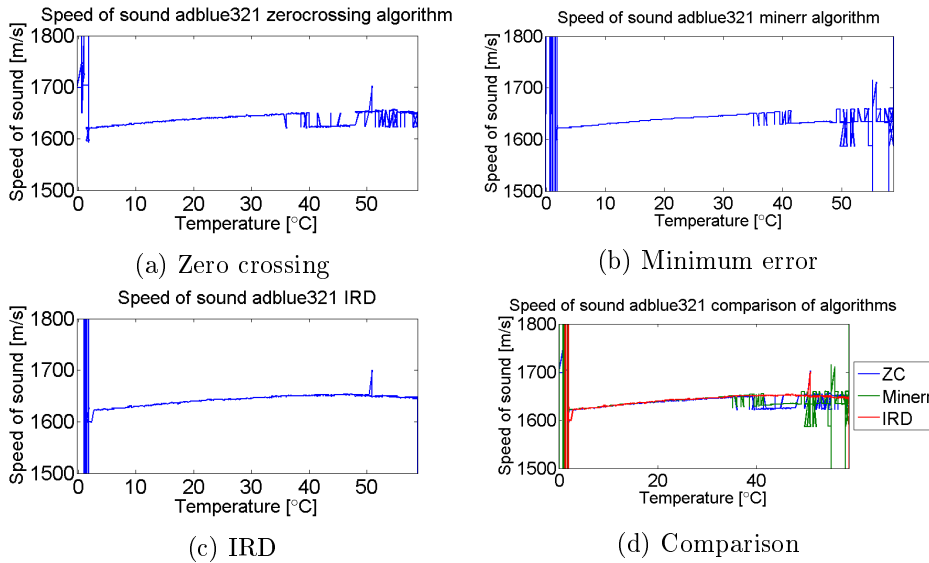 Speed of sound adblue321 zerocrossing algorithm
Speed of sound [m/s]
1800
1700
1600
1500
0 10 20 30 40 50
Temperature [°C]
(a) Zero crossing
Speed of sound adblue321 minerr algorithm
Speed of sound [m/s]
1800
1700
1600
1500
0 10 20 30 40 50
Temperature [°C]
(b) Minimum error
Speed of sound adblue321 IRD
Speed of sound [m/s]
1800
1700
1600
1500
0 10 20 30 40 50
Temperature [°C]
(c) IRD
Speed of sound adblue321 comparison of algorithms
Speed of sound [m/s]
1800
1700
1600
1500
0 20 40
Temperature [°C]
ZC
Minerr
IRD
(d) Comparison